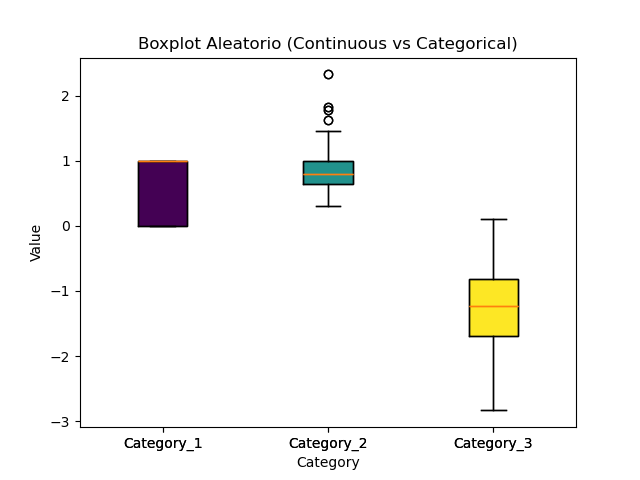 Boxplot Aleatorio (Continuous vs Categorical)
2
1
0
−1
−2
−3
Value
Category_1 Category_2 Category_3
Category